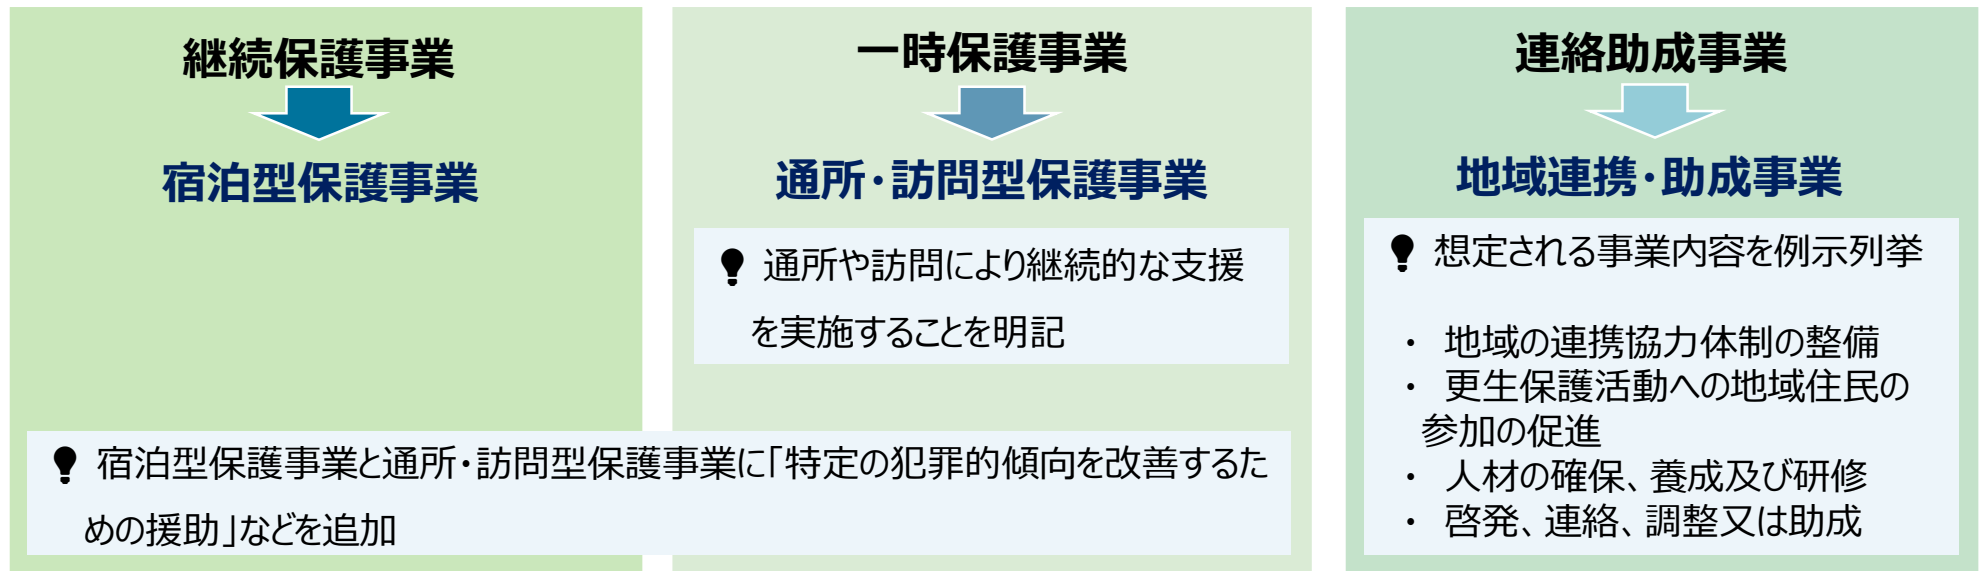 継続保護事業
宿泊型保護事業
一時保護事業
通所・訪問型保護事業
通所や訪問により継続的な支援
を実施することを明記
宿泊型保護事業と通所・訪問型保護事業に「特定の犯罪的傾向を改善するた
めの援助」などを追加
連絡助成事業
地域連携・助成事業
想定される事業内容を例示列挙
・ 地域の連携協力体制の整備
・ 更生保護活動への地域住民の
参加の促進
・ 人材の確保、養成及び研修
・ 啓発、連絡、調整又は助成